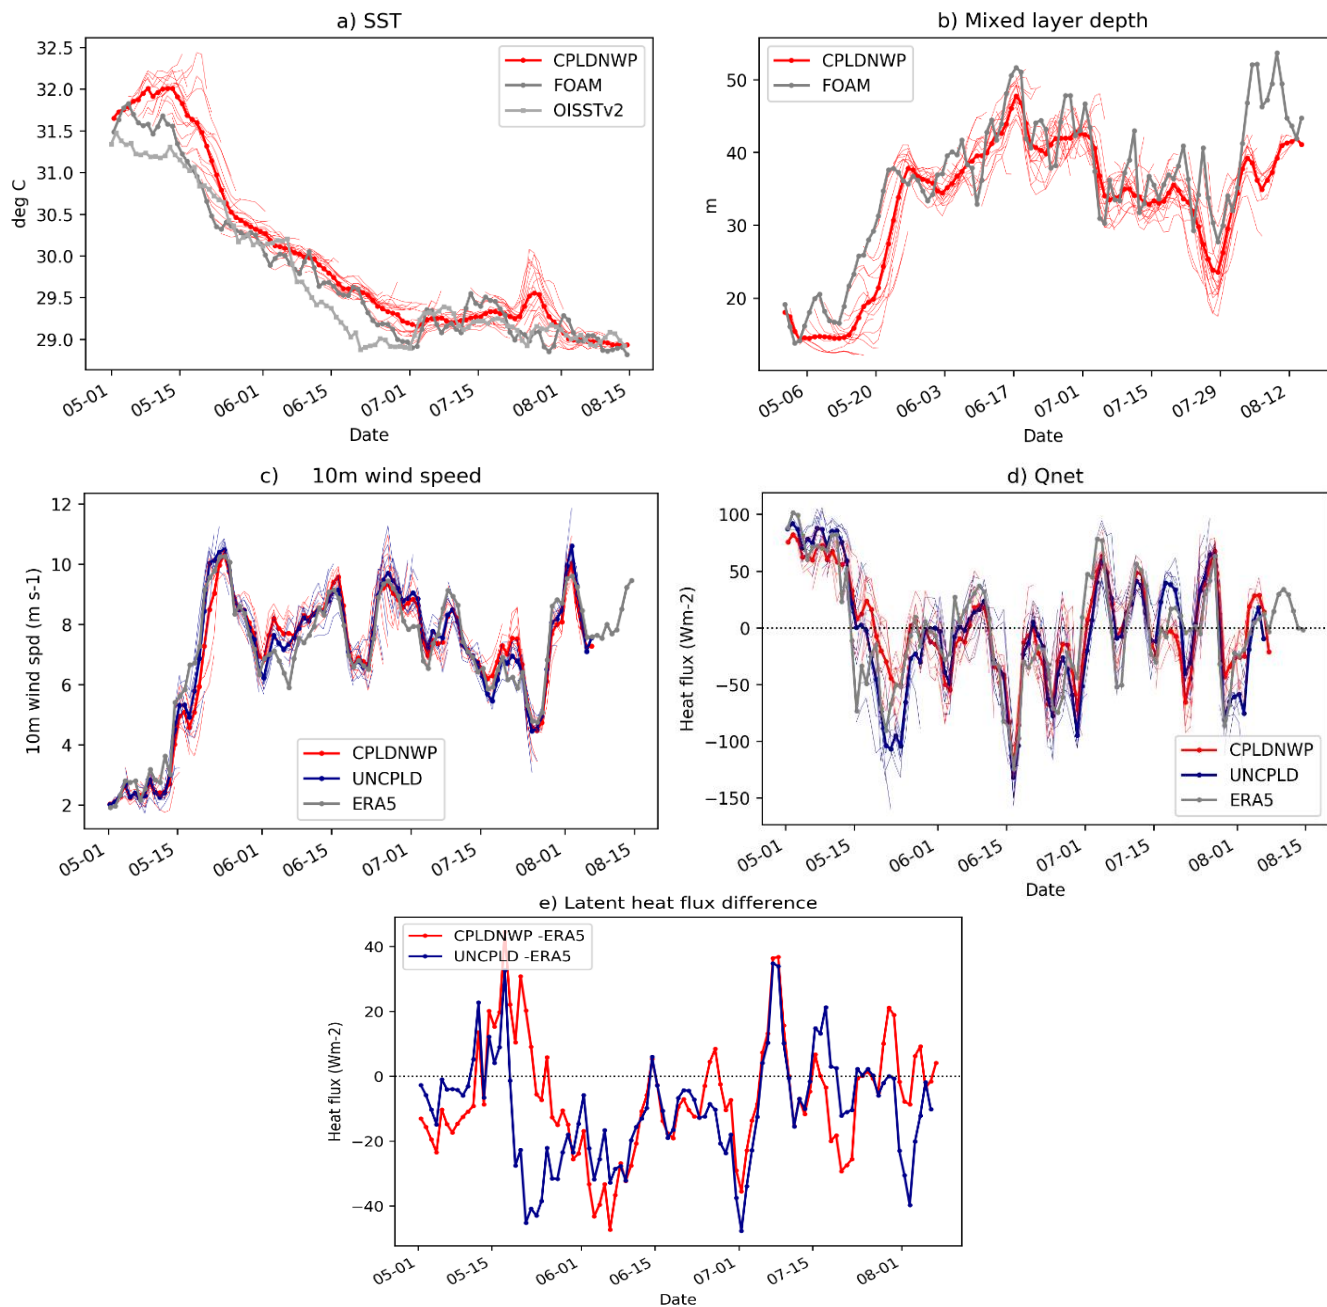 a) SST
32.5
32.0
31.5
31.0
30.5
30.0
29.5
29.0
deg C
CPLDNWP
FOAM
OISSTv2
05-01
05-15
06-01
06-15
07-01
07-15
08-01
08-15
Date
b) Mixed layer depth
50
40
30
20
m
CPLDNWP
FOAM
05-06
05-20
06-03
06-17
07-01
07-15
07-29
08-12
Date
c) 10m wind speed
12
10
8
6
4
2
10m wind spd (m s-1)
CPLDNWP
UNCPLD
ERA5
05-01
05-15
06-01
06-15
07-01
07-15
08-01
08-15
d) Qnet
100
50
0
−50
−100
−150
Heat flux (Wm-2)
CPLDNWP
UNCPLD
ERA5
05-01
05-15
06-01
06-15
07-01
07-15
08-01
08-15
Date
e) Latent heat flux difference
40
20
0
−20
−40
Heat flux (Wm-2)
CPLDNWP -ERA5
UNCPLD -ERA5
05-01
05-15
06-01
06-15
07-01
07-15
08-01
Date